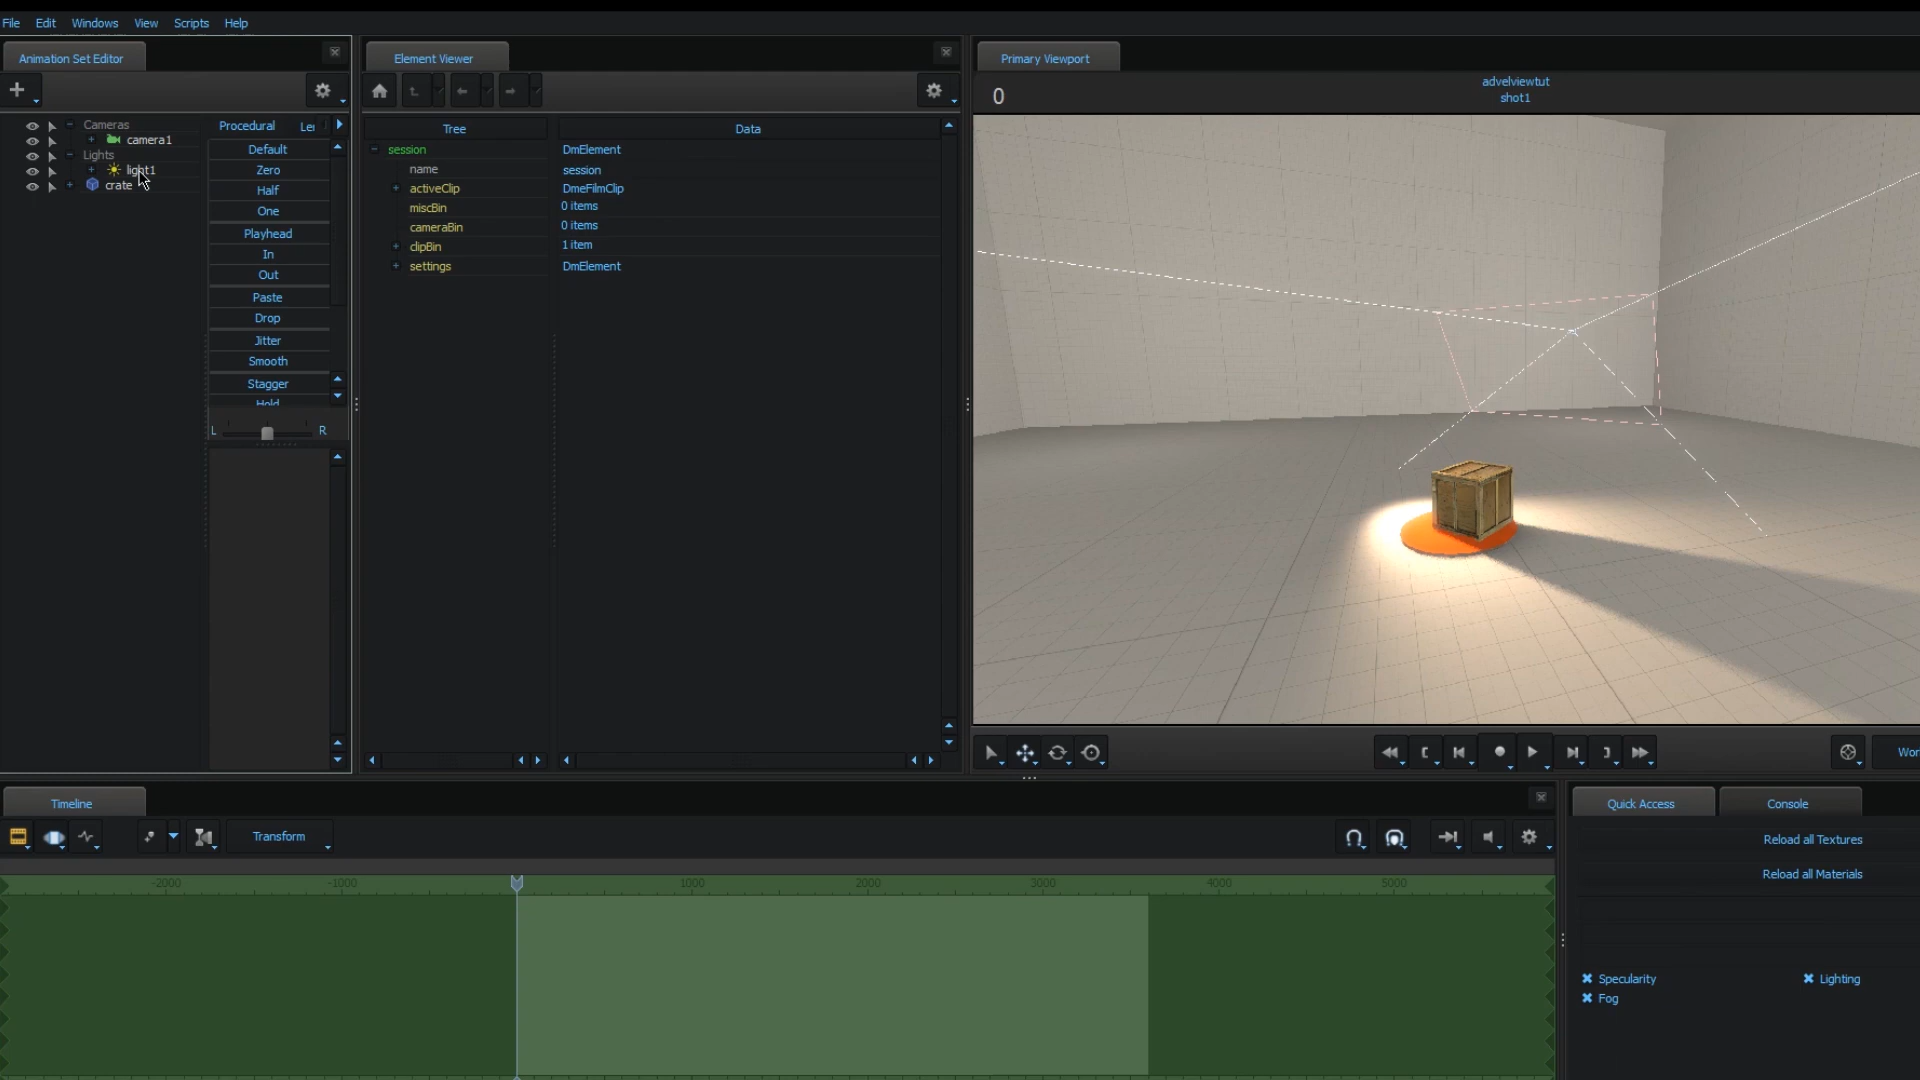 File Edit Windows View Scripts Help
Animation Set Editor
Element Viewer
Primary Viewport
0
advelviewtut
shot1
Cameras
camera1
Lights
light1
crate
Procedural
Default
Zero
Half
One
Playhead
In
Out
Paste
Drop
Jitter
Smooth
Stagger
Hold
L R
Tree Data
session DmElement
name session
activeClip DmeFilmClip
miscBin 0 items
cameraBin 0 items
clipBin 1 item
settings DmElement
Timeline
Transform
-2000 -1000 1000 2000 3000 4000 5000
Quick Access Console
Reload all Textures
Reload all Materials
Specularity Lighting
Fog